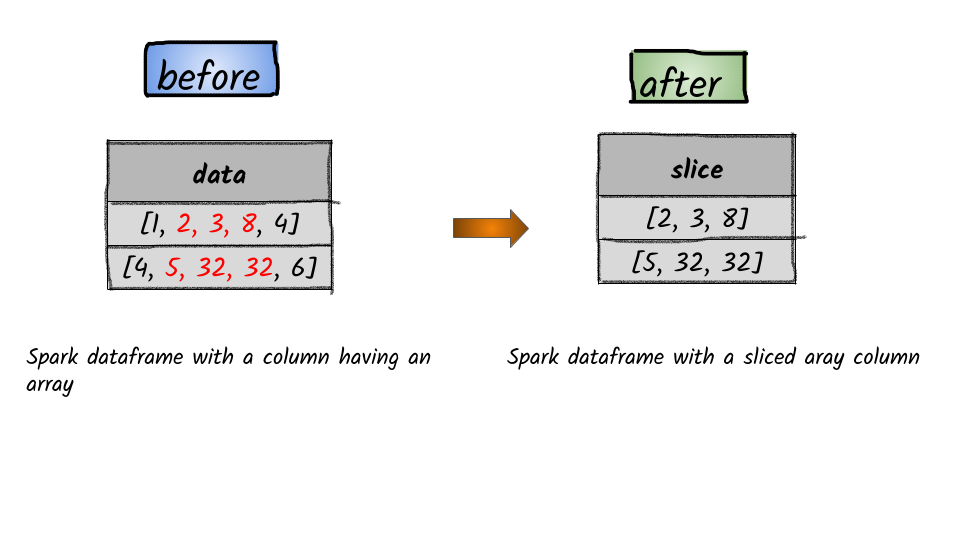 before
after
data
[1, 2, 3, 8, 4]
[4, 5, 32, 32, 6]
slice
[2, 3, 8]
[5, 32, 32]
Spark dataframe with a column having an
array
Spark dataframe with a sliced aray column